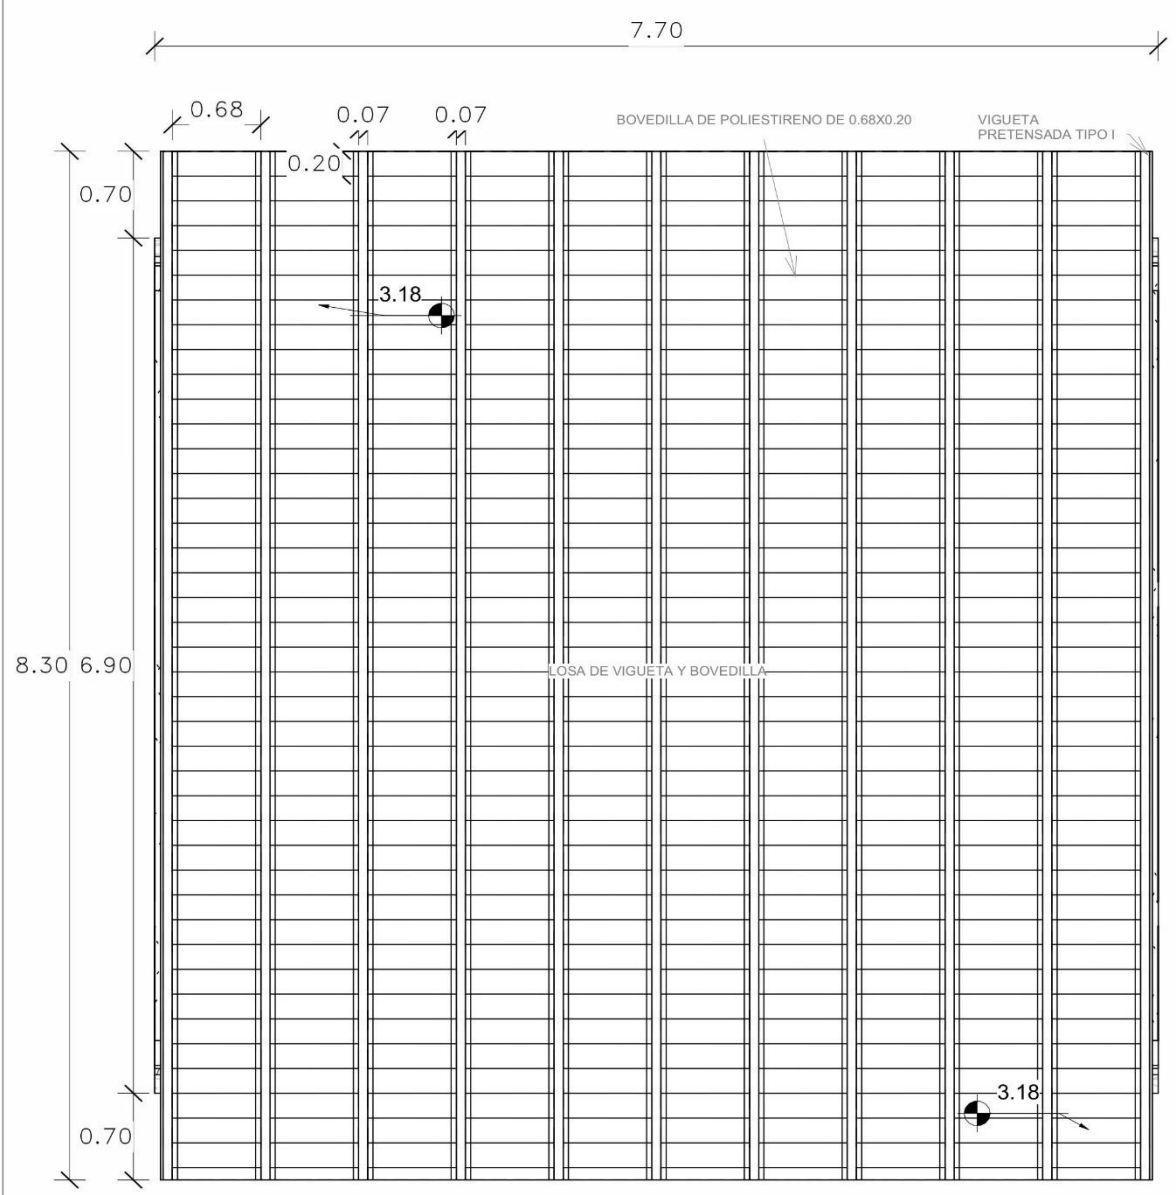 7.70
0.68
0.07
0.07
BOVEDILLA DE POLIESTIRENO DE 0.68X0.20
VIGUETA
PRETENSADA TIPO I
0.20
0.70
3.18
8.30
6.90
LOSA DE VIGUETA Y BOVEDILLA
3.18
0.70